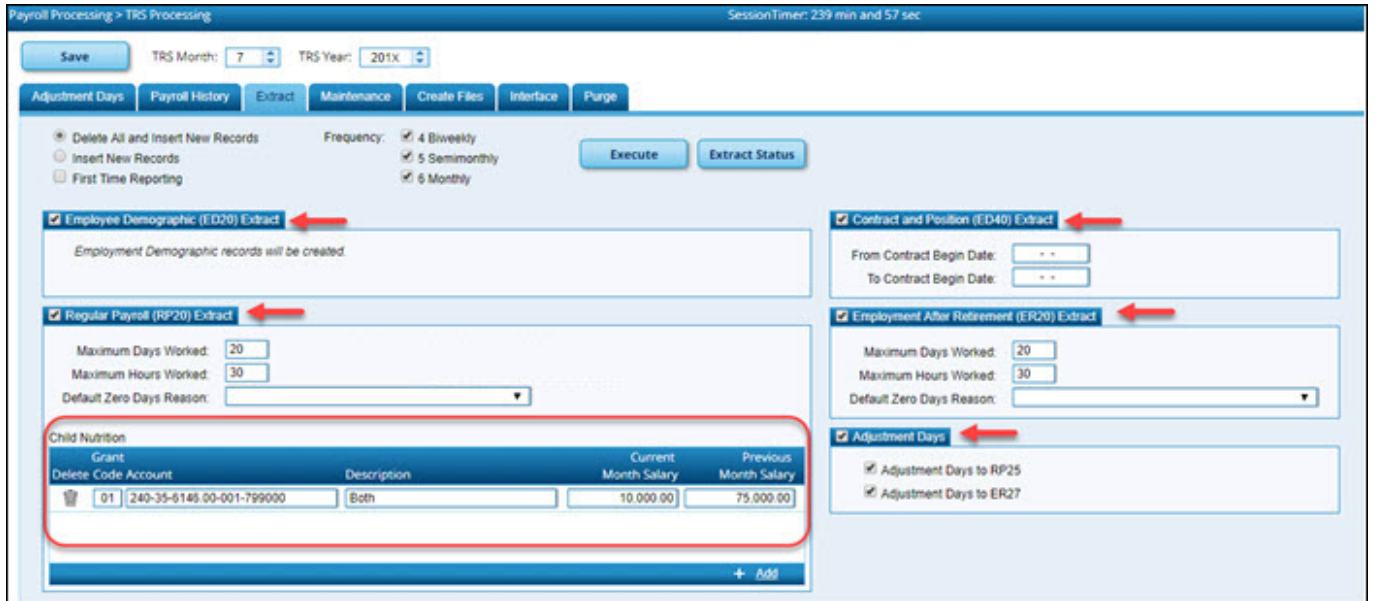 Payroll Processing > TRS Processing SessionTimer: 239 min and 57 sec
Save TRS Month: 7 TRS Year: 201X
Adjustment Days Payroll History Extract Maintenance Create Files Interface Purge
Delete All and Insert New Records Frequency: 4 Biweekly Execute Extract Status
Insert New Records 5 Semimonthly
First Time Reporting 6 Monthly
Employee Demographic (ED20) Extract
Employment Demographic records will be created.
Contract and Position (ED40) Extract
From Contract Begin Date: - -
To Contract Begin Date: - -
Regular Payroll (RP20) Extract
Maximum Days Worked: 20
Maximum Hours Worked: 30
Default Zero Days Reason:
Employment After Retirement (ER20) Extract
Maximum Days Worked: 20
Maximum Hours Worked: 30
Default Zero Days Reason:
Child Nutrition
Grant Current Previous
Delete Code Account Description Month Salary Month Salary
01 240-35-6146.00-001-799000 Both 10,000.00 75,000.00
+ Add
Adjustment Days
Adjustment Days to RP25
Adjustment Days to ER27